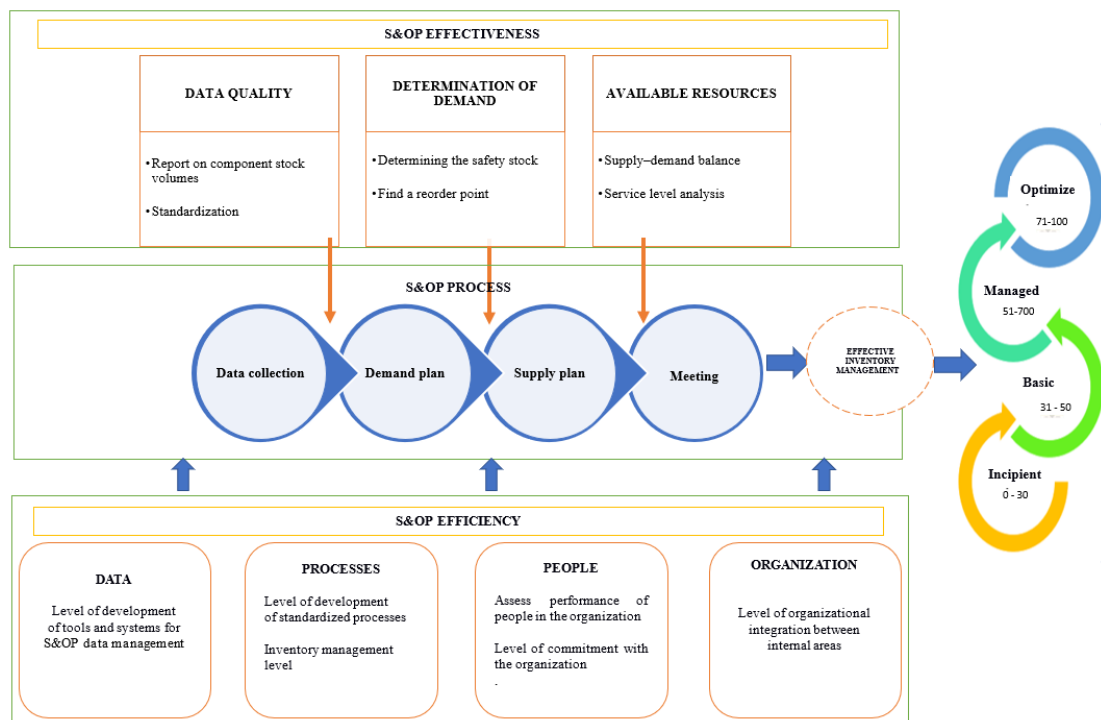 S&OP EFFECTIVENESS
DATA QUALITY
•Report on component stock
volumes
•Standardization
DETERMINATION OF
DEMAND
•Determining the safety stock
•Find a reorder point
AVAILABLE RESOURCES
•Supply–demand balance
•Service level analysis
S&OP PROCESS
Data collection
Demand plan
Supply plan
Meeting
EFFECTIVE
INVENTORY
MANAGEMENT
Optimize
71-100
Managed
51-700
Basic
31 - 50
Incipient
0 - 30
S&OP EFFICIENCY
DATA
Level of development
of tools and systems for
S&OP data management
PROCESSES
Level of development
of standardized processes
Inventory management
level
PEOPLE
Assess performance of
people in the organization
Level of commitment with
the organization
.
ORGANIZATION
Level of organizational
integration between
internal areas